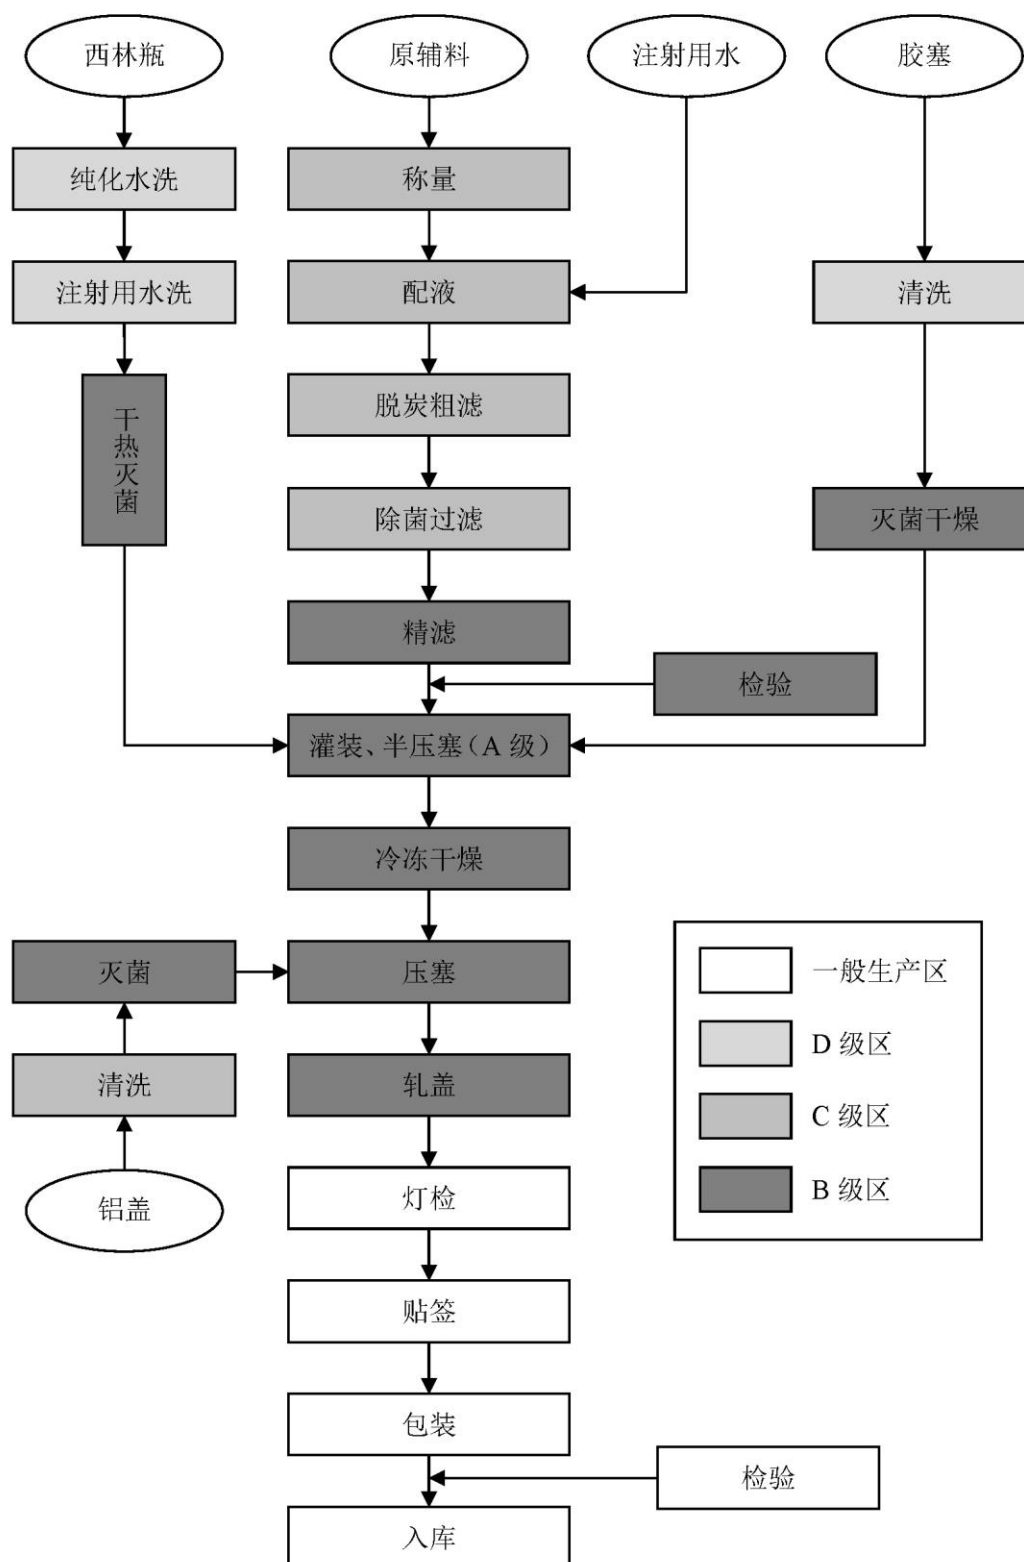 西林瓶
原辅料
注射用水
胶塞
纯化水洗
称量
注射用水洗
配液
清洗
干热灭菌
脱炭粗滤
除菌过滤
灭菌干燥
精滤
检验
灌装、半压塞(A 级)
冷冻干燥
灭菌
压塞
一般生产区
D 级区
清洗
轧盖
C 级区
铝盖
灯检
B 级区
贴签
包装
检验
入库